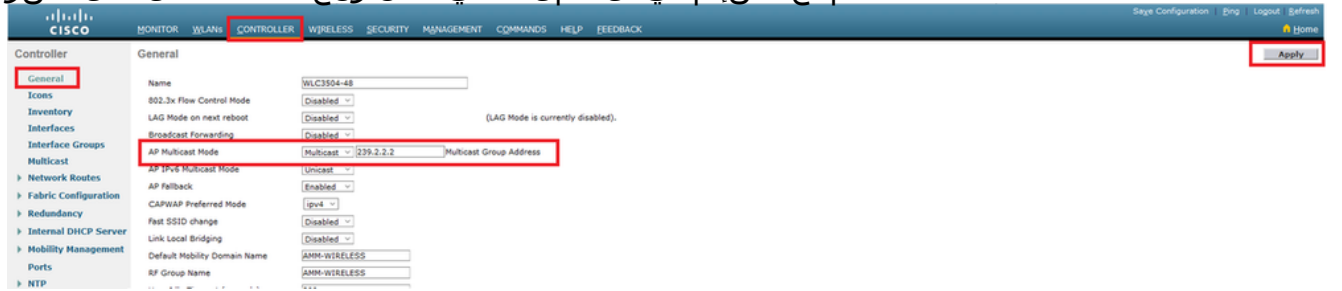 Save Configuration Ping Logout Refresh
CISCO MONITOR WLANs CONTROLLER WIRELESS SECURITY MANAGEMENT COMMANDS HELP FEEDBACK Home
Controller General Apply
General
Icons
Inventory
Interfaces
Interface Groups
Multicast
Network Routes
Fabric Configuration
Redundancy
Internal DHCP Server
Mobility Management
Ports
NTP
Name WLC3504-48
802.3x Flow Control Mode Disabled
LAG Mode on next reboot Disabled (LAG Mode is currently disabled).
Broadcast Forwarding Disabled
AP Multicast Mode Multicast 239.2.2.2 Multicast Group Address
AP IPv6 Multicast Mode Unicast
AP Fallback Enabled
CAPWAP Preferred Mode ipv4
Fast SSID change Disabled
Link Local Bridging Disabled
Default Mobility Domain Name AMM-WIRELESS
RF Group Name AMM-WIRELESS